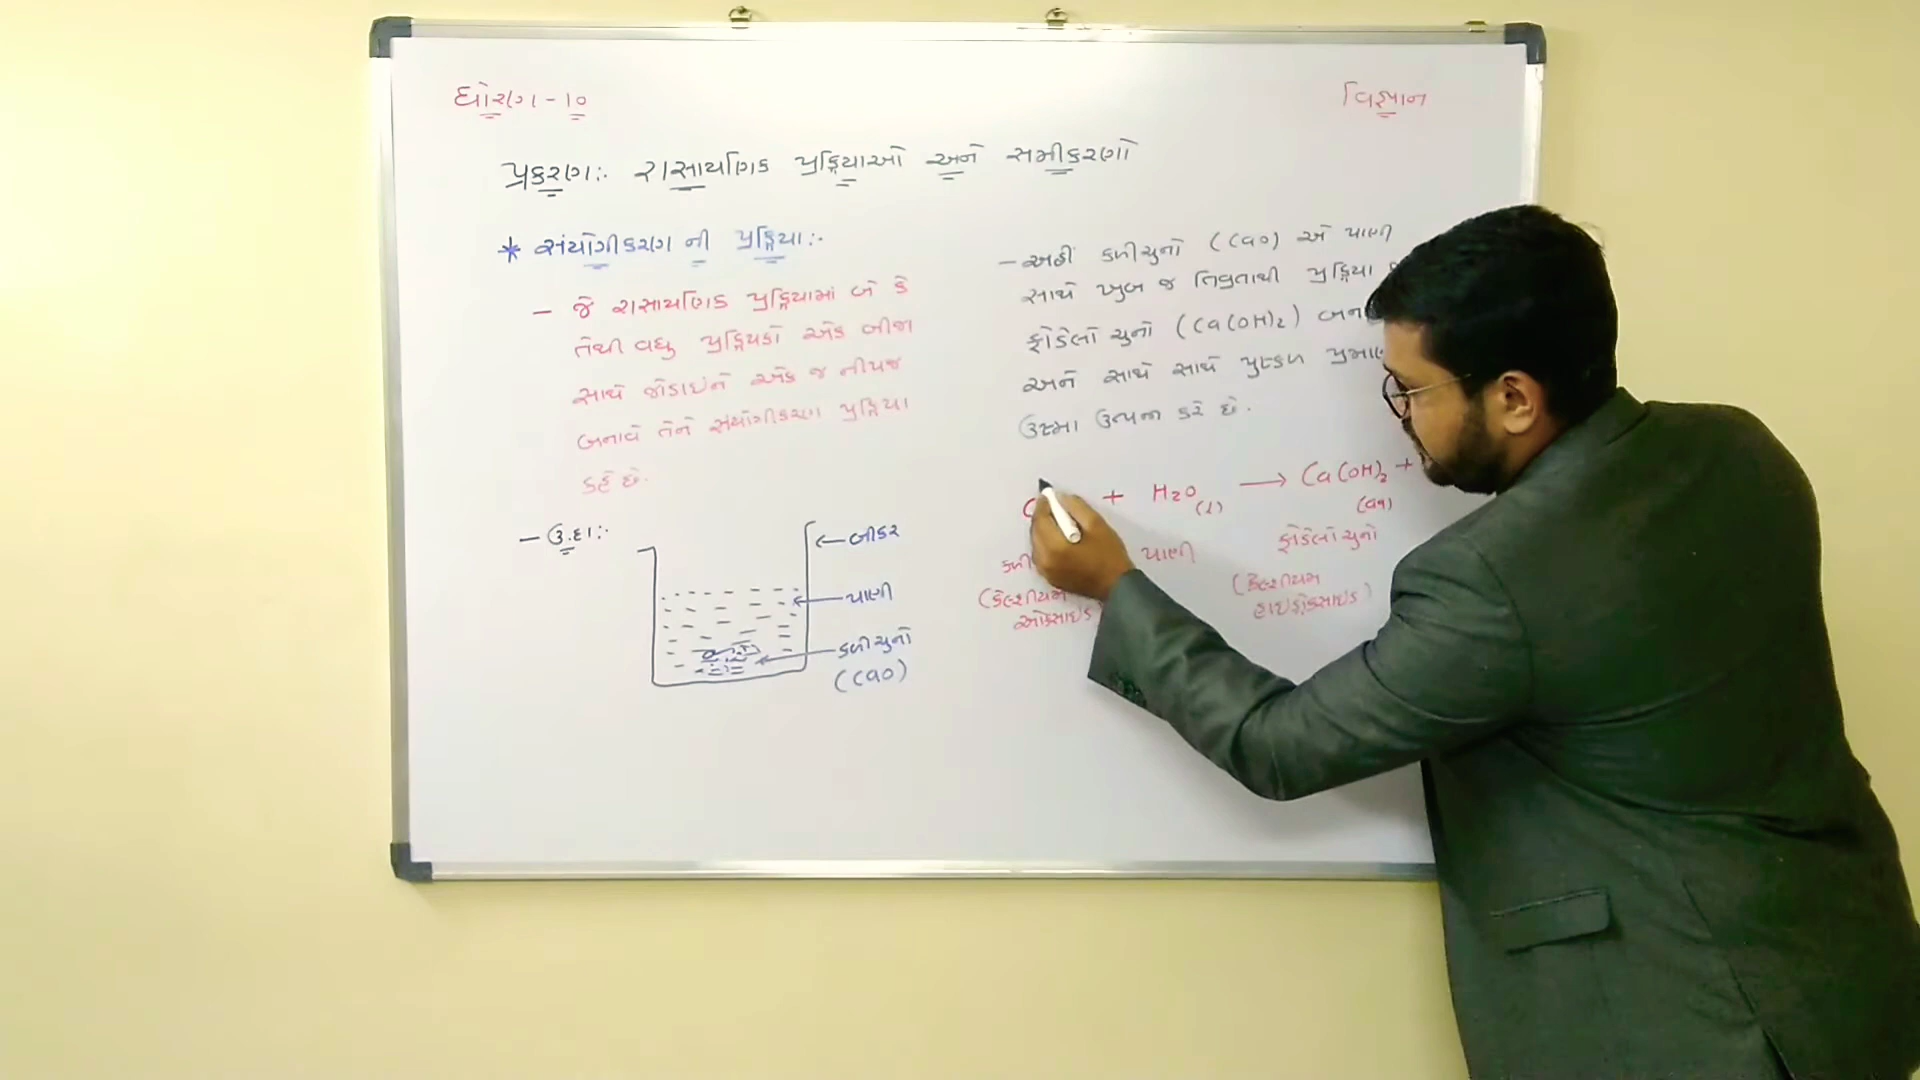 ધોરણ-૧૦
વિજ્ઞાન
પ્રકરણ:- રાસાયણિક પ્રક્રિયાઓ અને સમીકરણો
* સંયોગીકરણ ની પ્રક્રિયા:-
- જે રાસાયણિક પ્રક્રિયામાં બે કે
તેથી વધુ પ્રક્રિયકો એક બીજા
સાથે જોડાઇને એક જ નીપજ
બનાવે તેને સંયોગીકરણ પ્રક્રિયા
કહે છે.
- ઉ.દા:-
બીકર
પાણી
કળીચુનો
(CaO)
- અહીં કળીચુનો (CaO) એ પાણી
સાથે ખુબ જ તિવ્રતાથી પ્રક્રિયા
ફોડેલો ચુનો (Ca(OH)₂)
અને સાથે સાથે પુષ્કળ
ઉષ્મા ઉત્પન્ન કરે છે.
+ H₂O (l) → Ca(OH)₂ (aq) +
પાણી ફોડેલો ચુનો
(કેલ્શીયમ (કેલ્શીયમ
ઓક્સાઇડ હાઇડ્રોક્સાઇડ)